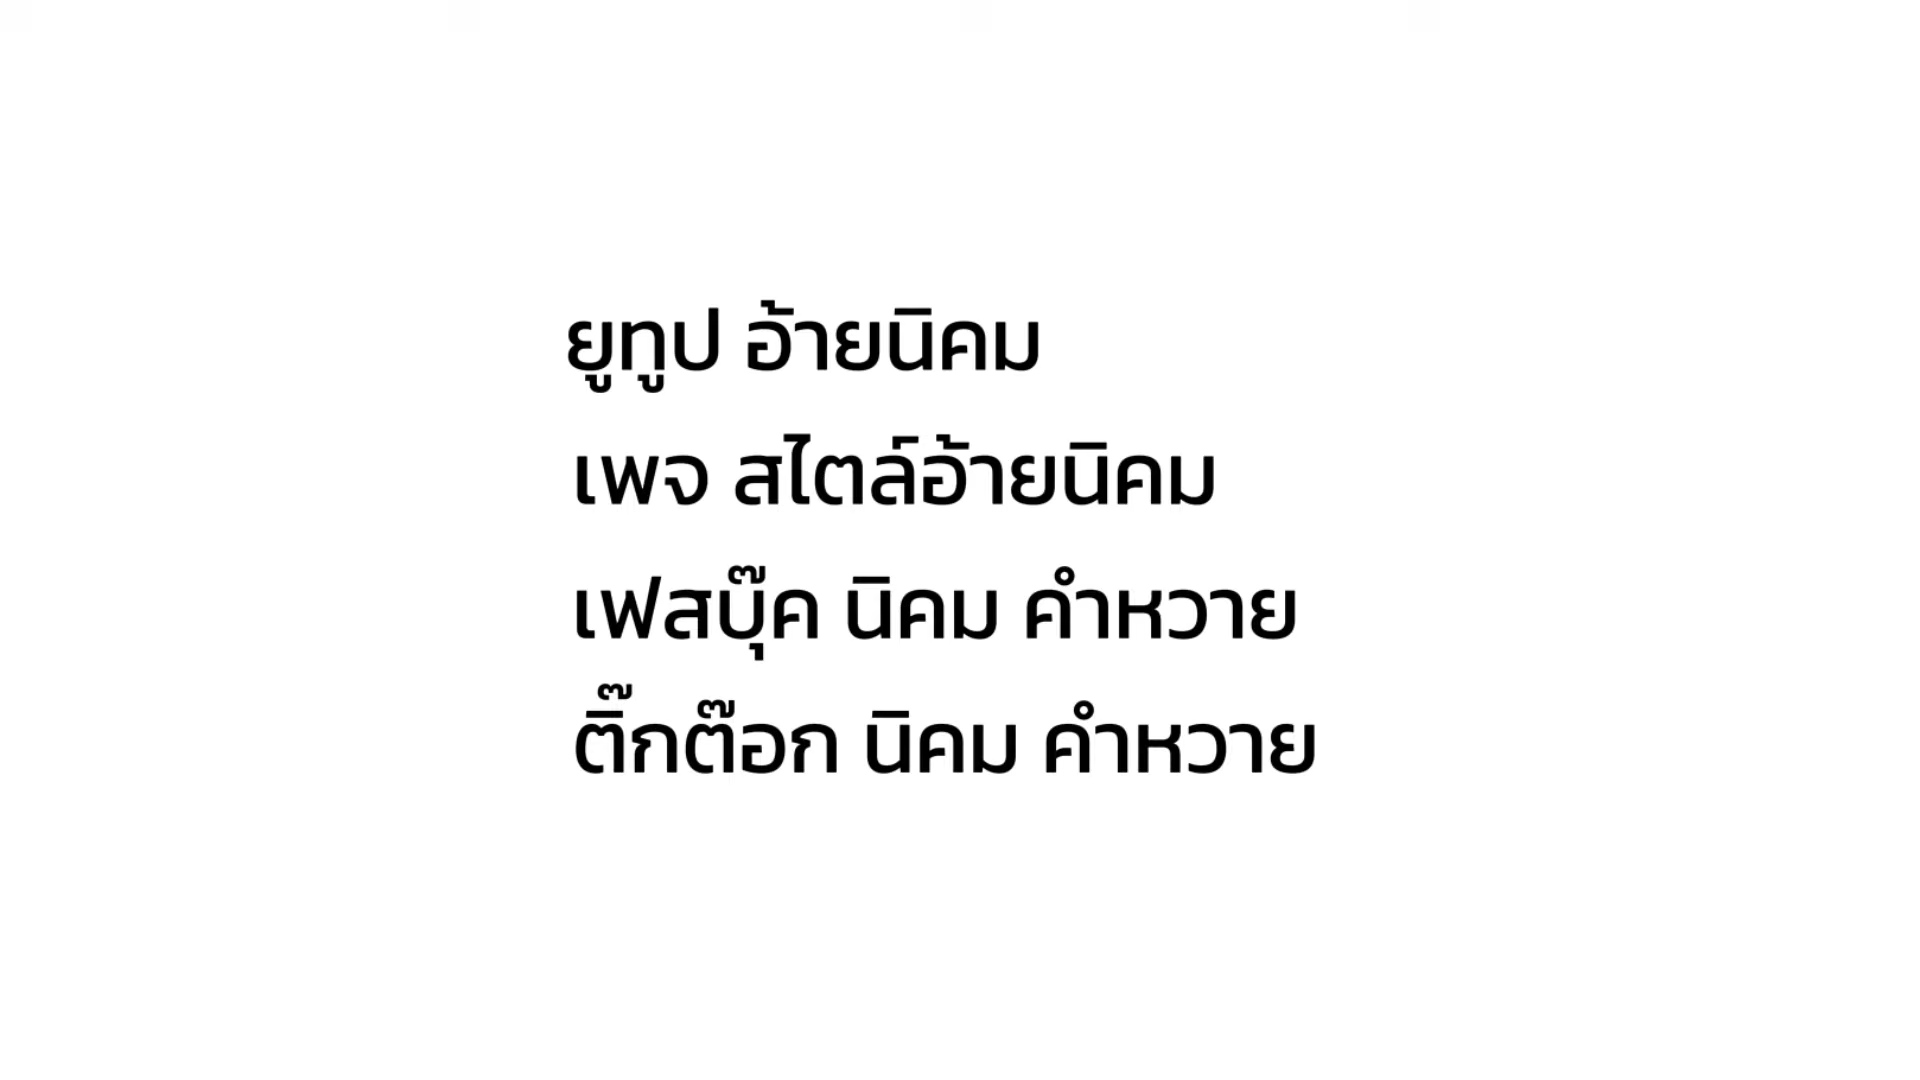 ยูทูป อ้ายนิคม
เพจ สไตล์อ้ายนิคม
เฟสบุ๊ค นิคม คำหวาย
ติ๊กต๊อก นิคม คำหวาย